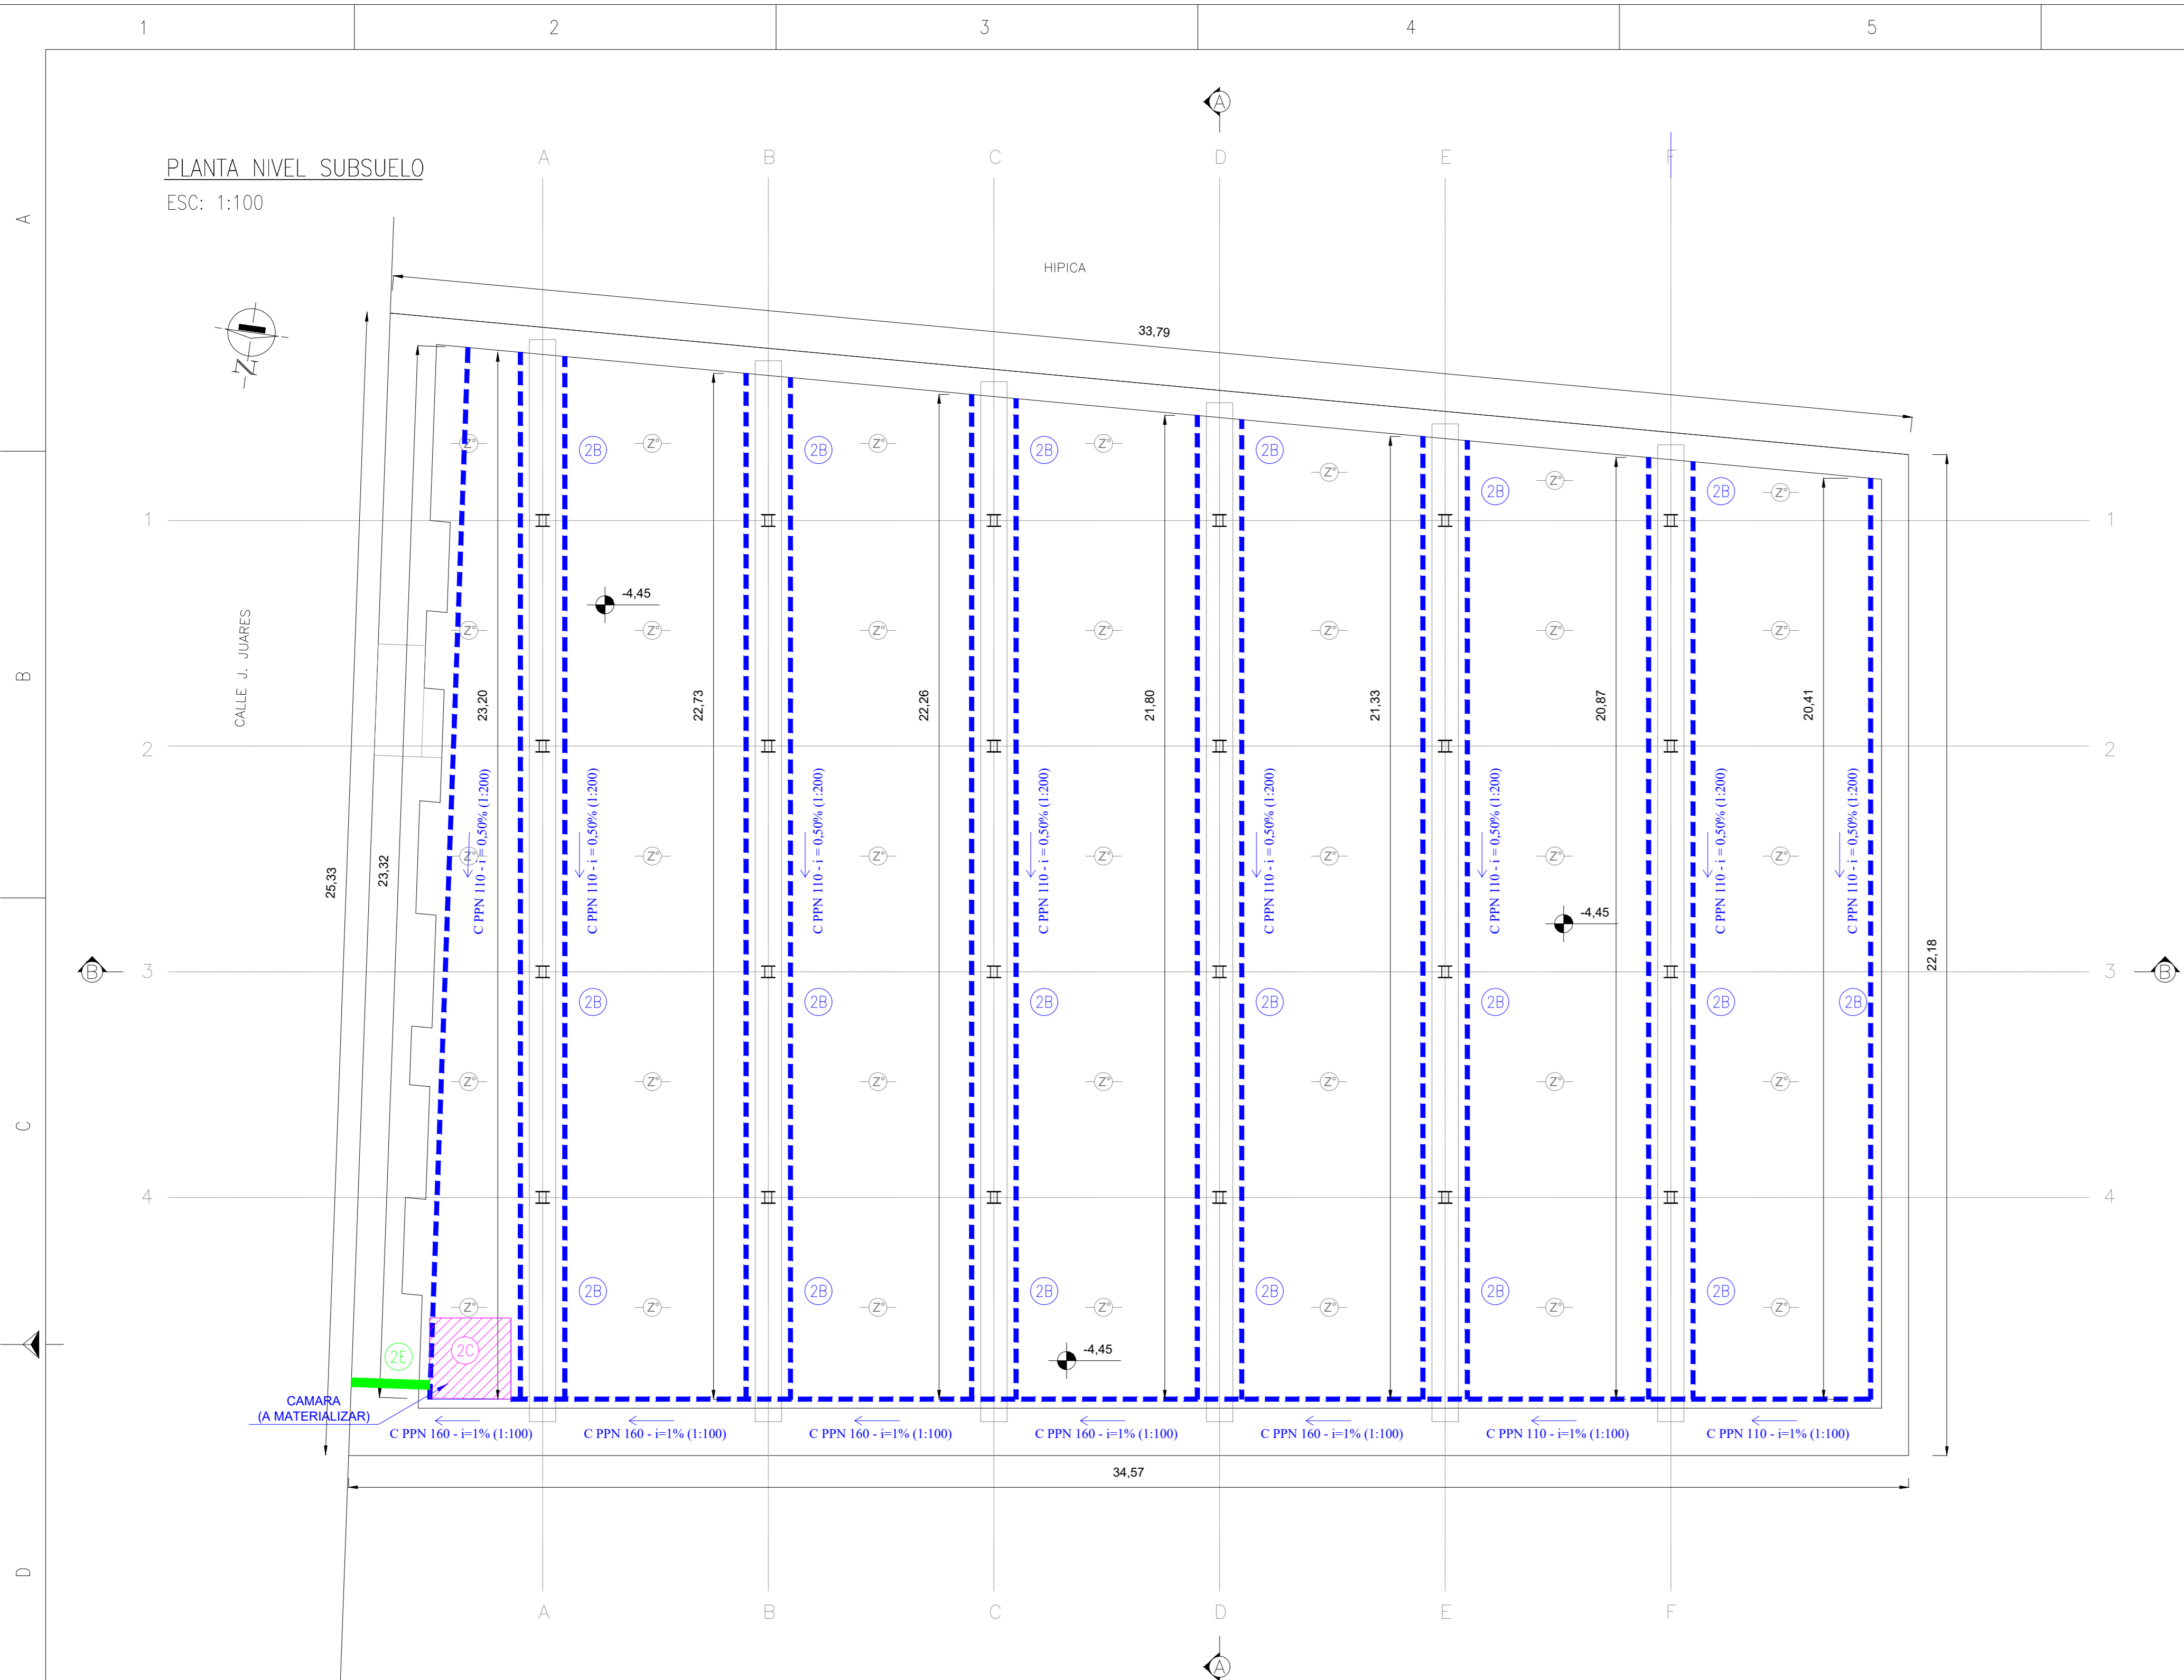 1 2 3 4 5
A
B
C
D
PLANTA NIVEL SUBSUELO
ESC: 1:100
A
A B C D E F
HIPICA
33,79
N
Z° Z° Z° Z° Z° Z° Z°
2B 2B 2B 2B 2B 2B
1 1
-4,45
Z° Z° Z° Z° Z° Z° Z°
CALLE J. JUARES
23,20 22,73 22,26 21,80 21,33 20,87 20,41
2 2
C PPN 110 - i = 0,50% (1:200)
C PPN 110 - i = 0,50% (1:200)
C PPN 110 - i = 0,50% (1:200)
C PPN 110 - i = 0,50% (1:200)
C PPN 110 - i = 0,50% (1:200)
C PPN 110 - i = 0,50% (1:200)
C PPN 110 - i = 0,50% (1:200)
C PPN 110 - i = 0,50% (1:200)
Z° Z° Z° Z° Z° Z° Z°
25,33
23,32
-4,45
22,18
B 3 3 B
2B 2B 2B 2B 2B 2B 2B
Z° Z° Z° Z° Z° Z° Z°
4 4
2B 2B 2B 2B 2B 2B
Z° Z° Z° Z° Z° Z° Z°
2E
2C
-4,45
CAMARA
(A MATERIALIZAR)
C PPN 160 - i=1% (1:100)
C PPN 160 - i=1% (1:100)
C PPN 160 - i=1% (1:100)
C PPN 160 - i=1% (1:100)
C PPN 160 - i=1% (1:100)
C PPN 110 - i=1% (1:100)
C PPN 110 - i=1% (1:100)
34,57
A B C D E F
A